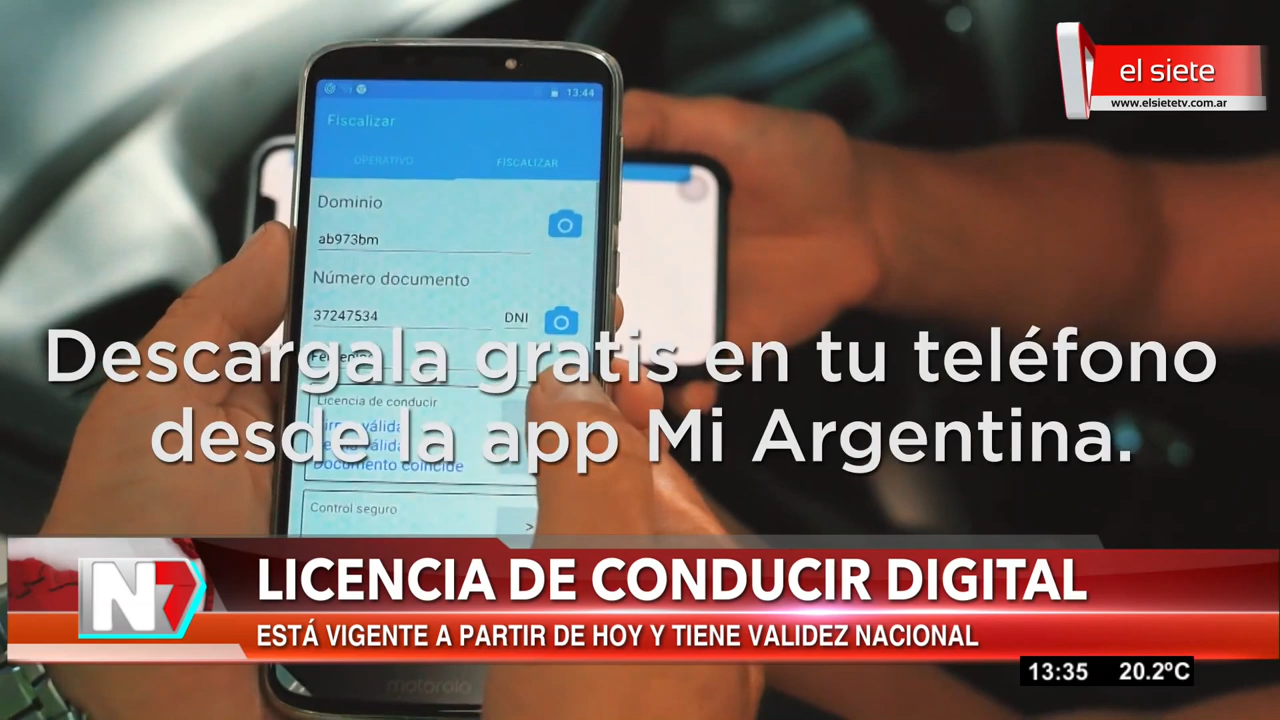 el siete
www.elsietetv.com.ar
13:44
Fiscalizar
OPERATIVO
FISCALIZAR
Dominio
ab973bm
Número documento
37247534
DNI
Descargala gratis en tu teléfono
Licencia de conducir
desde la app Mi Argentina.
Documento coincide
Control seguro
>
N7
LICENCIA DE CONDUCIR DIGITAL
ESTÁ VIGENTE A PARTIR DE HOY Y TIENE VALIDEZ NACIONAL
13:35 20.2°C
motorola